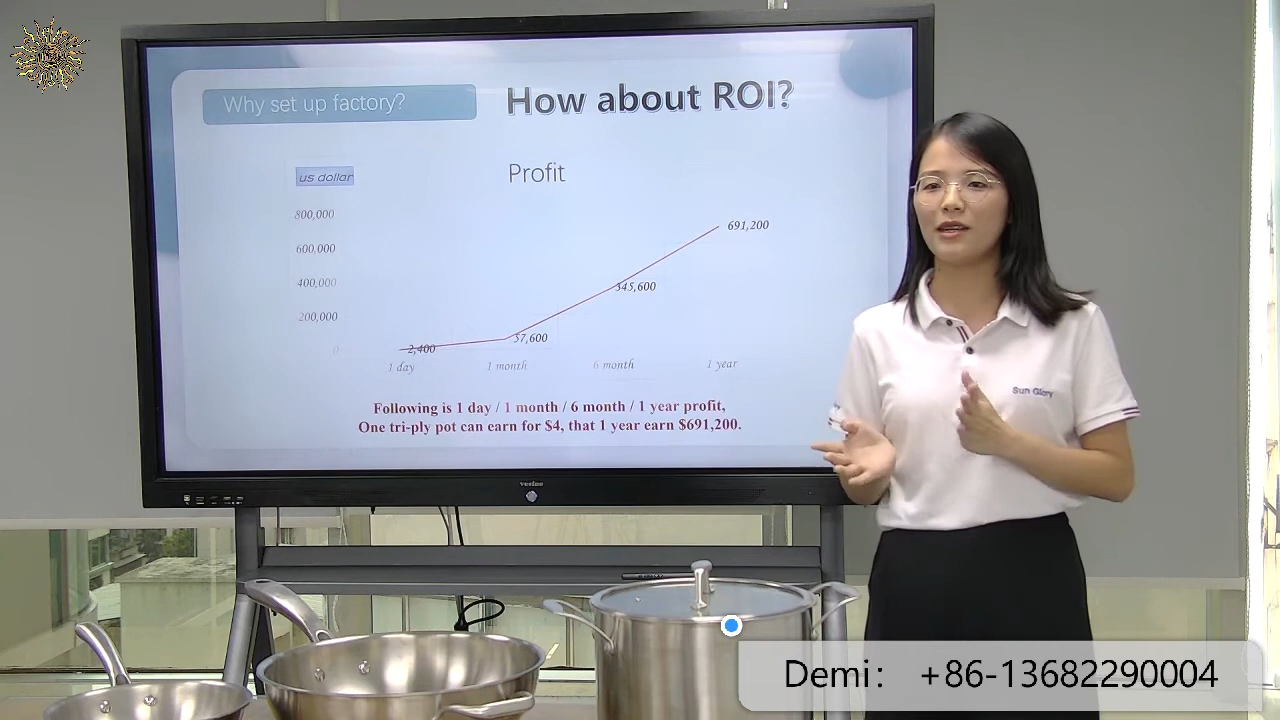 Why set up factory?
How about ROI?
us dollar
Profit
800,000
600,000
400,000
200,000
0
2,400
57,600
345,600
691,200
1 day
1 month
6 month
1 year
Following is 1 day / 1 month / 6 month / 1 year profit,
One tri-ply pot can earn for $4, that 1 year earn $691,200.
Sun Glory
Demi: +86-13682290004